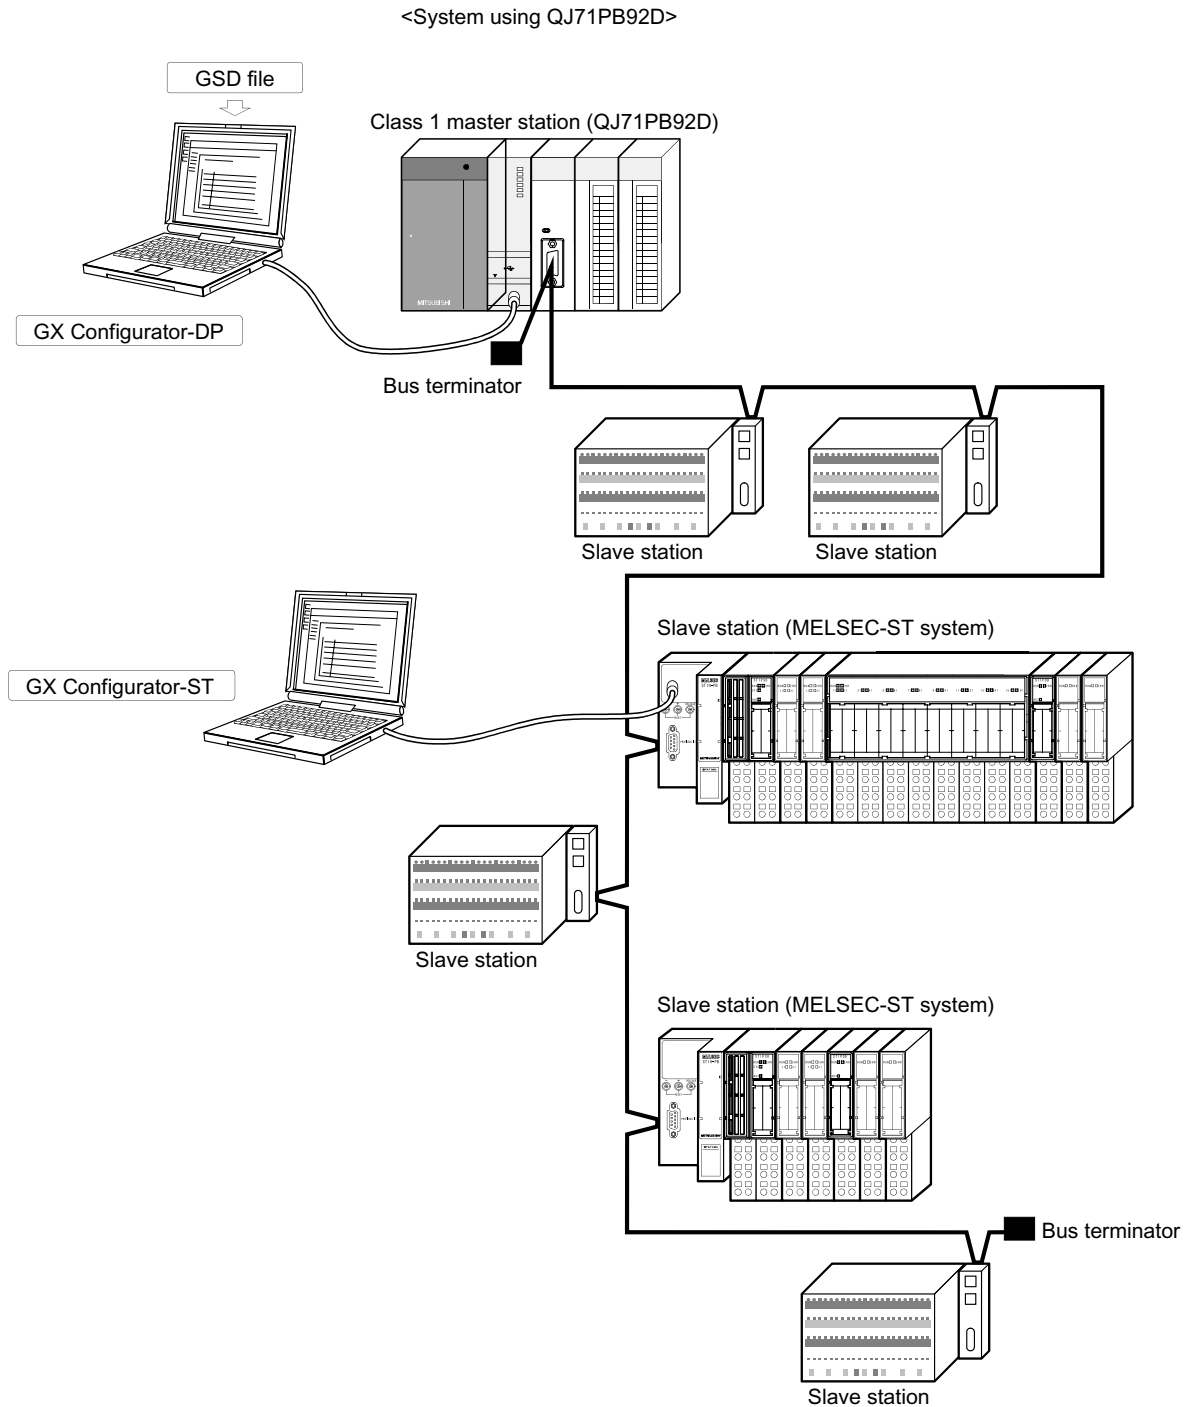 <System using QJ71PB92D>
GSD file
Class 1 master station (QJ71PB92D)
MITSUBISHI
GX Configurator-DP
Bus terminator
Slave station
Slave station
Slave station (MELSEC-ST system)
GX Configurator-ST
Slave station
Slave station (MELSEC-ST system)
Bus terminator
Slave station